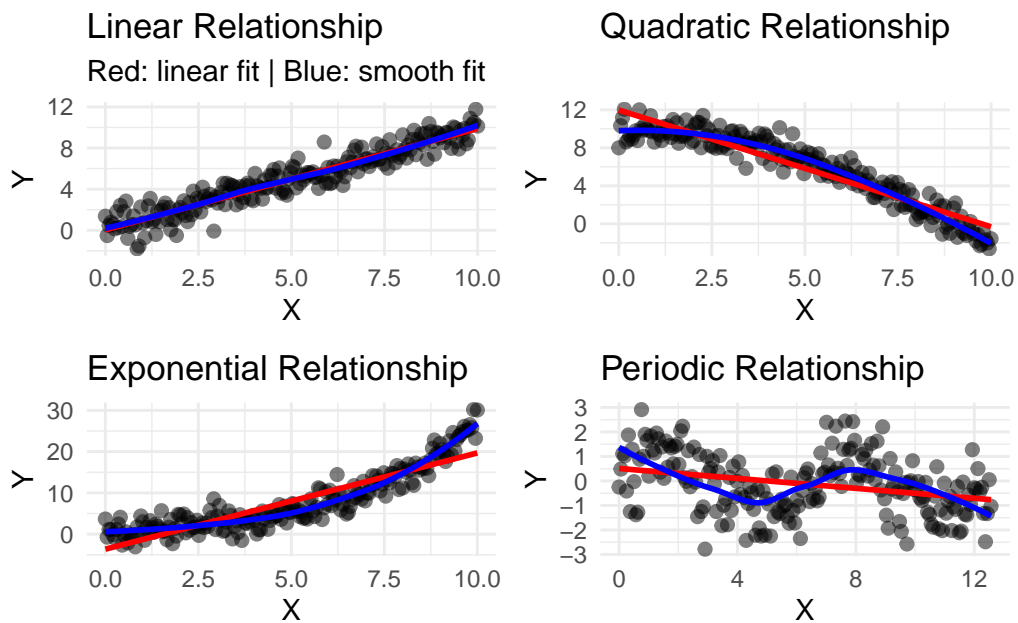 Linear Relationship
Red: linear fit | Blue: smooth fit
12
8
4
0
Y
0.0
2.5
5.0
7.5
10.0
X
Quadratic Relationship
12
8
4
0
Y
0.0
2.5
5.0
7.5
10.0
X
Exponential Relationship
30
20
10
0
Y
0.0
2.5
5.0
7.5
10.0
X
Periodic Relationship
3
2
1
0
−1
−2
−3
Y
0
4
8
12
X